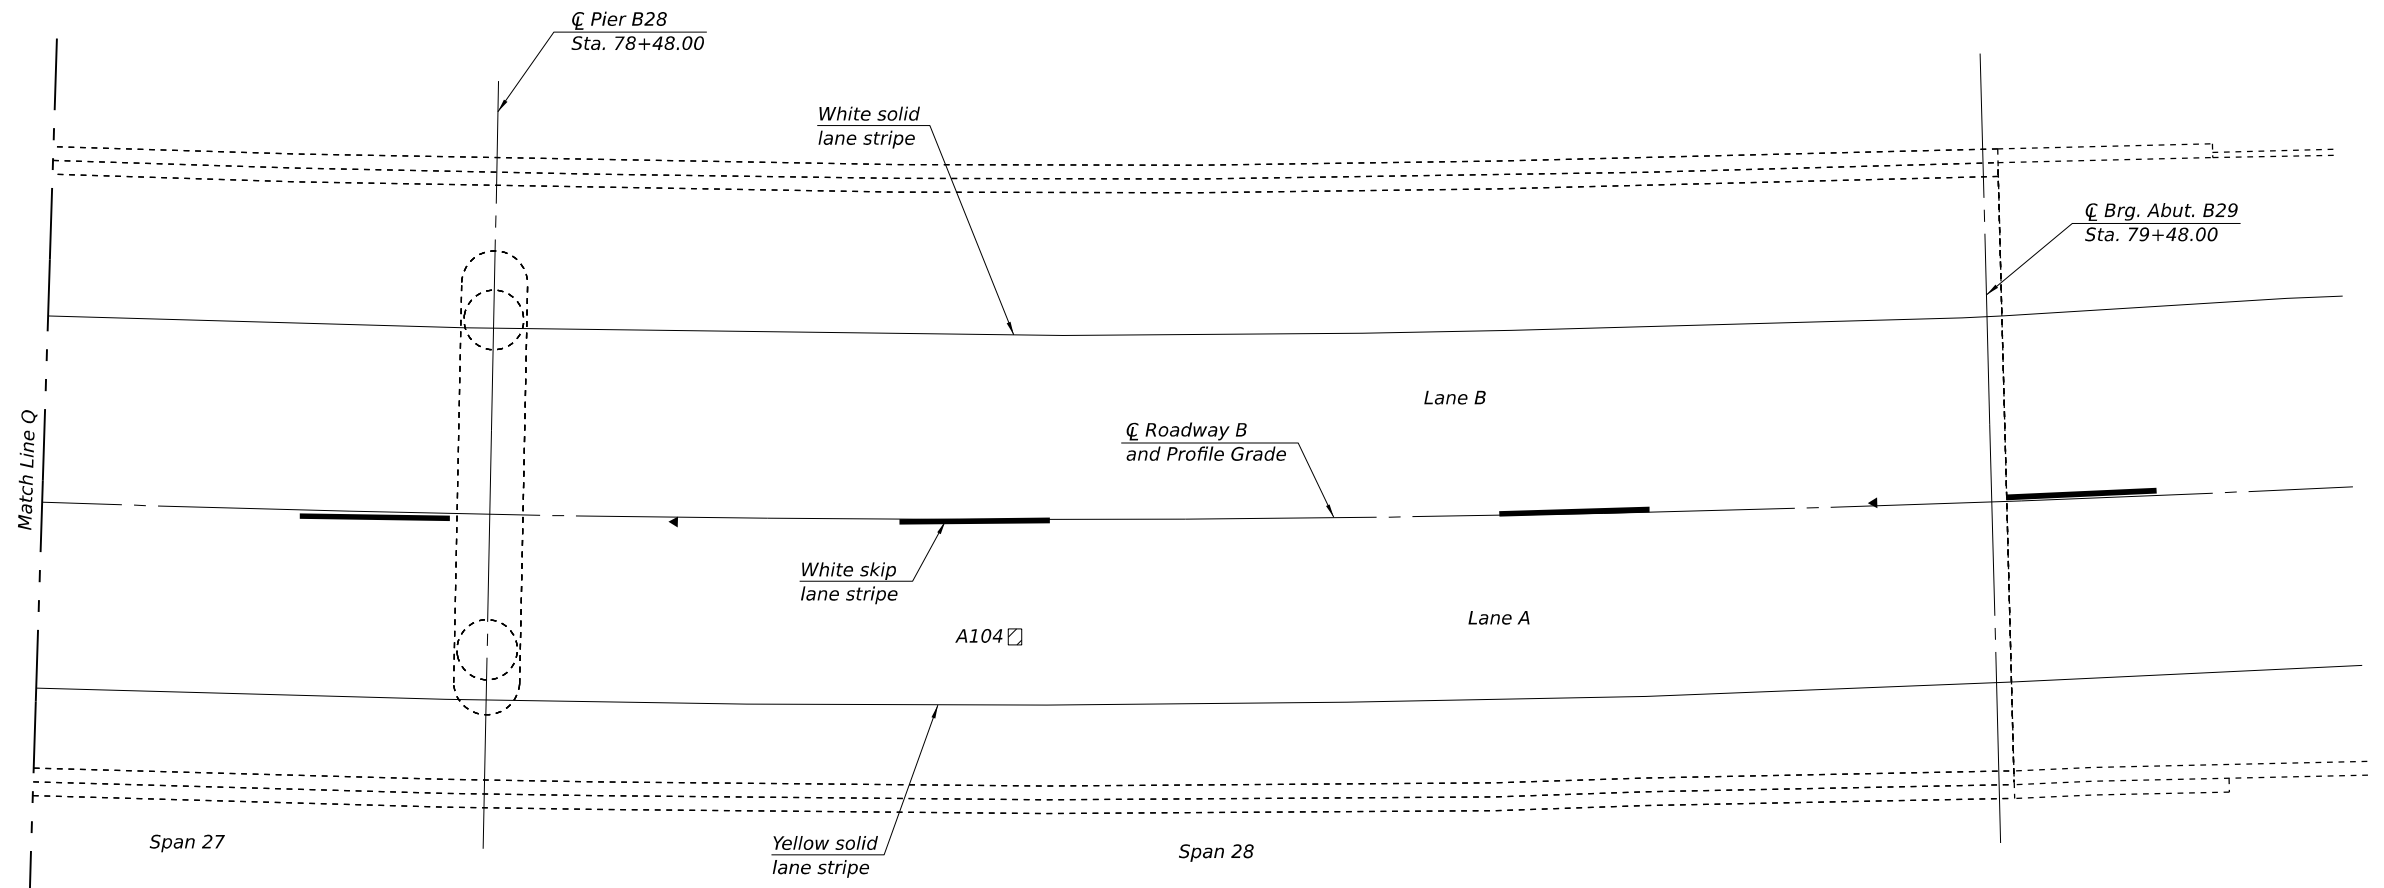 ℄ Pier B28
Sta. 78+48.00
White solid
lane stripe
℄ Brg. Abut. B29
Sta. 79+48.00
Lane B
℄ Roadway B
and Profile Grade
Match Line Q
White skip
lane stripe
Lane A
A104
Yellow solid
lane stripe
Span 27
Span 28